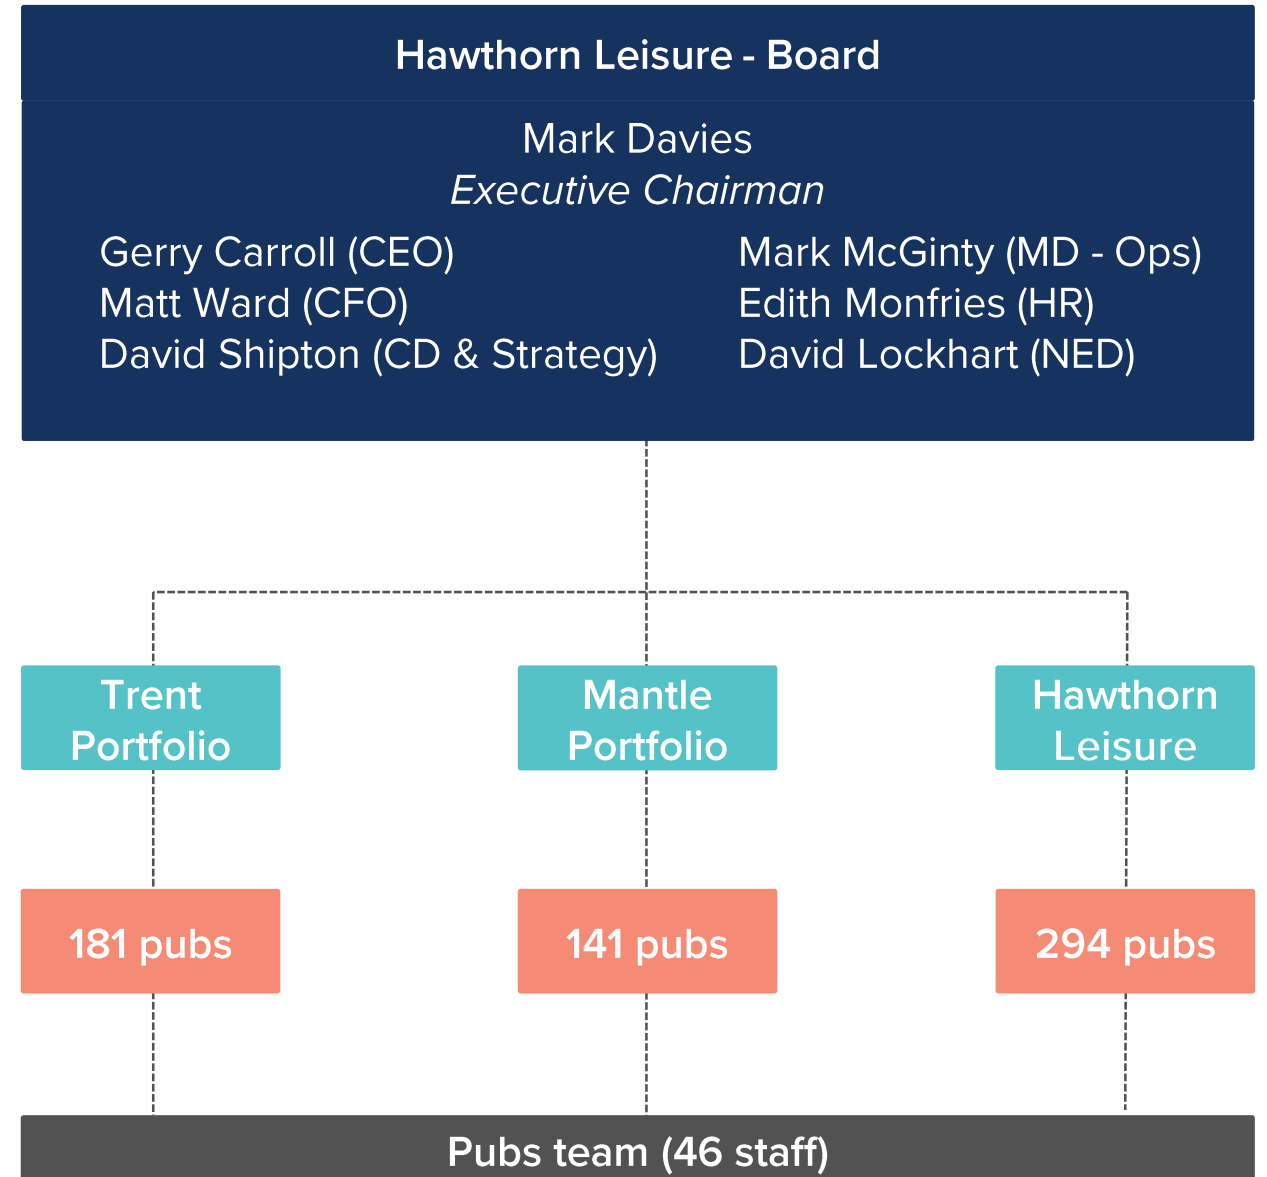 Hawthorn Leisure - Board
Mark Davies
Executive Chairman
Gerry Carroll (CEO)
Matt Ward (CFO)
David Shipton (CD & Strategy)
Mark McGinty (MD - Ops)
Edith Monfries (HR)
David Lockhart (NED)
Trent
Portfolio
Mantle
Portfolio
Hawthorn
Leisure
181 pubs
141 pubs
294 pubs
Pubs team (46 staff)